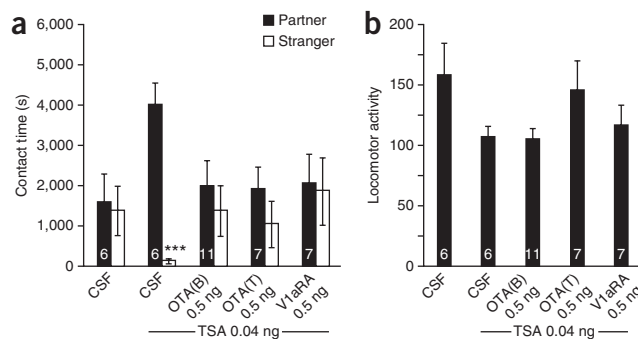 a
Contact time (s)
6,000
5,000
4,000
3,000
2,000
1,000
0
Partner
Stranger
6
6
***
11
7
7
CSF
CSF
OTA(B) 0.5 ng
OTA(T) 0.5 ng
V1aRA 0.5 ng
TSA 0.04 ng
b
Locomotor activity
200
150
100
50
0
6
6
11
7
7
CSF
CSF
OTA(B) 0.5 ng
OTA(T) 0.5 ng
V1aRA 0.5 ng
TSA 0.04 ng